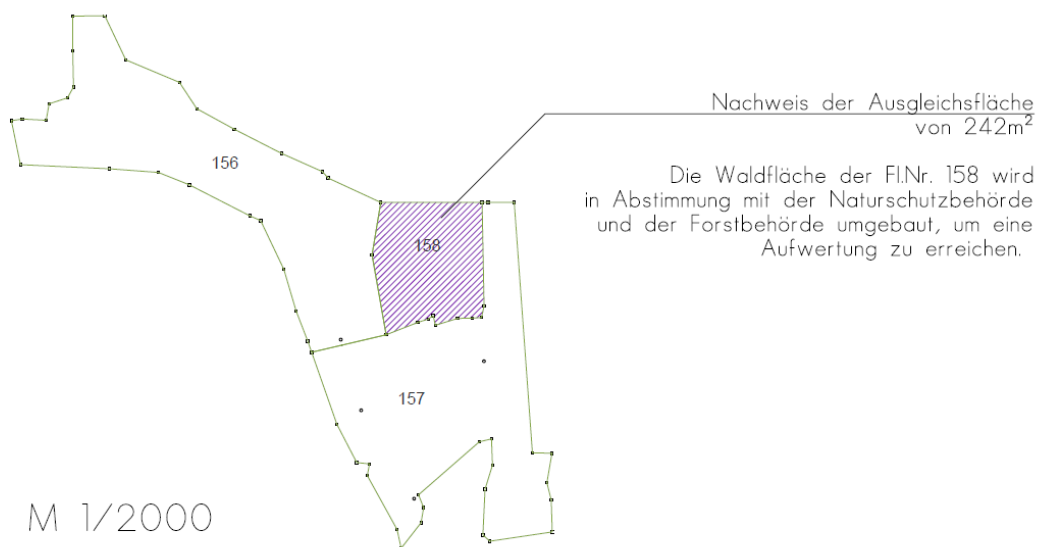 Nachweis der Ausgleichsfläche
von 242m²
156
Die Waldfläche der Fl.Nr. 158 wird
in Abstimmung mit der Naturschutzbehörde
und der Forstbehörde umgebaut, um eine
Aufwertung zu erreichen.
158
157
M 1/2000